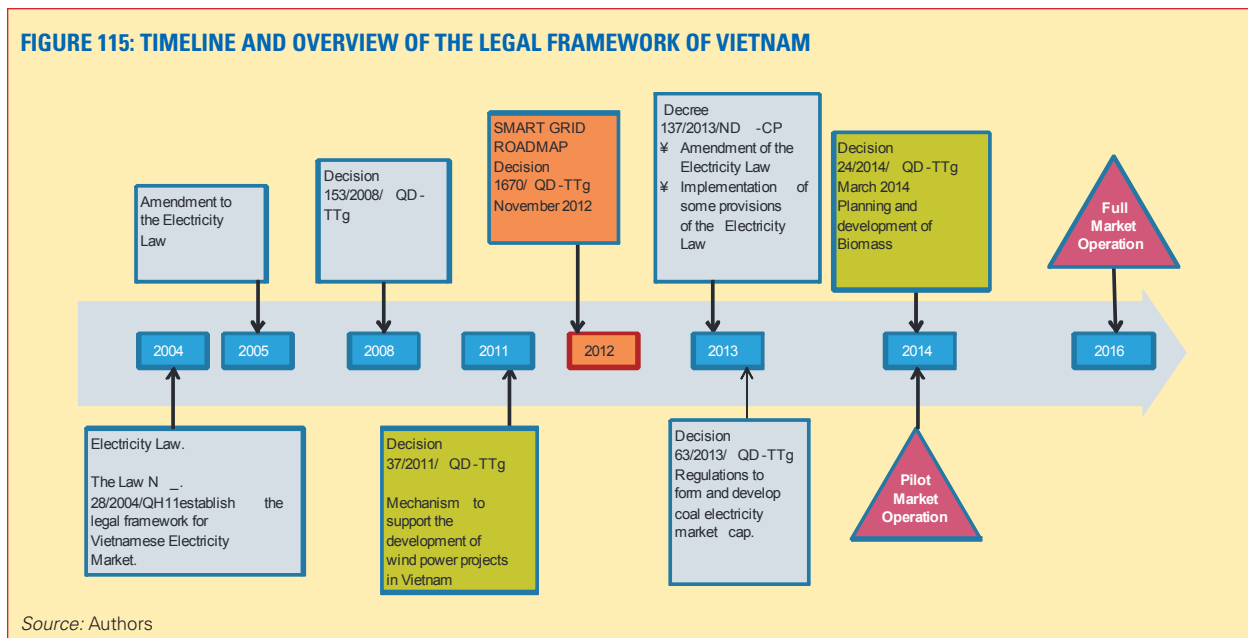 FIGURE 115: TIMELINE AND OVERVIEW OF THE LEGAL FRAMEWORK OF VIETNAM
Amendment to
the Electricity
Law
Decision
153/2008/ QD-
TTg
SMART GRID
ROADMAP
Decision
1670/ QD-TTg
November 2012
Decree
137/2013/ND -CP
¥ Amendment of the
Electricity Law
¥ Implementation of
some provisions
of the Electricity
Law
Decision
24/2014/ QD-TTg
March 2014
Planning and
development of
Biomass
Full
Market
Operation
2004
2005
2008
2011
2012
2013
2014
2016
Electricity Law.
The Law N _.
28/2004/QH11establish the
legal framework for
Vietnamese Electricity
Market.
Decision
37/2011/ QD-TTg
Mechanism to
support the
development of
wind power projects
in Vietnam
Decision
63/2013/ QD-TTg
Regulations to
form and develop
coal electricity
market cap.
Pilot
Market
Operation
Source: Authors